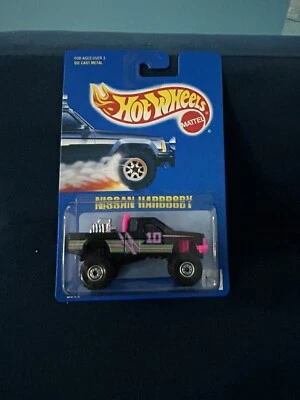 FOR AGES OVER 3
DIE CAST METAL
HOT WHEELS
MATTEL
NISSAN HARDBODY
10